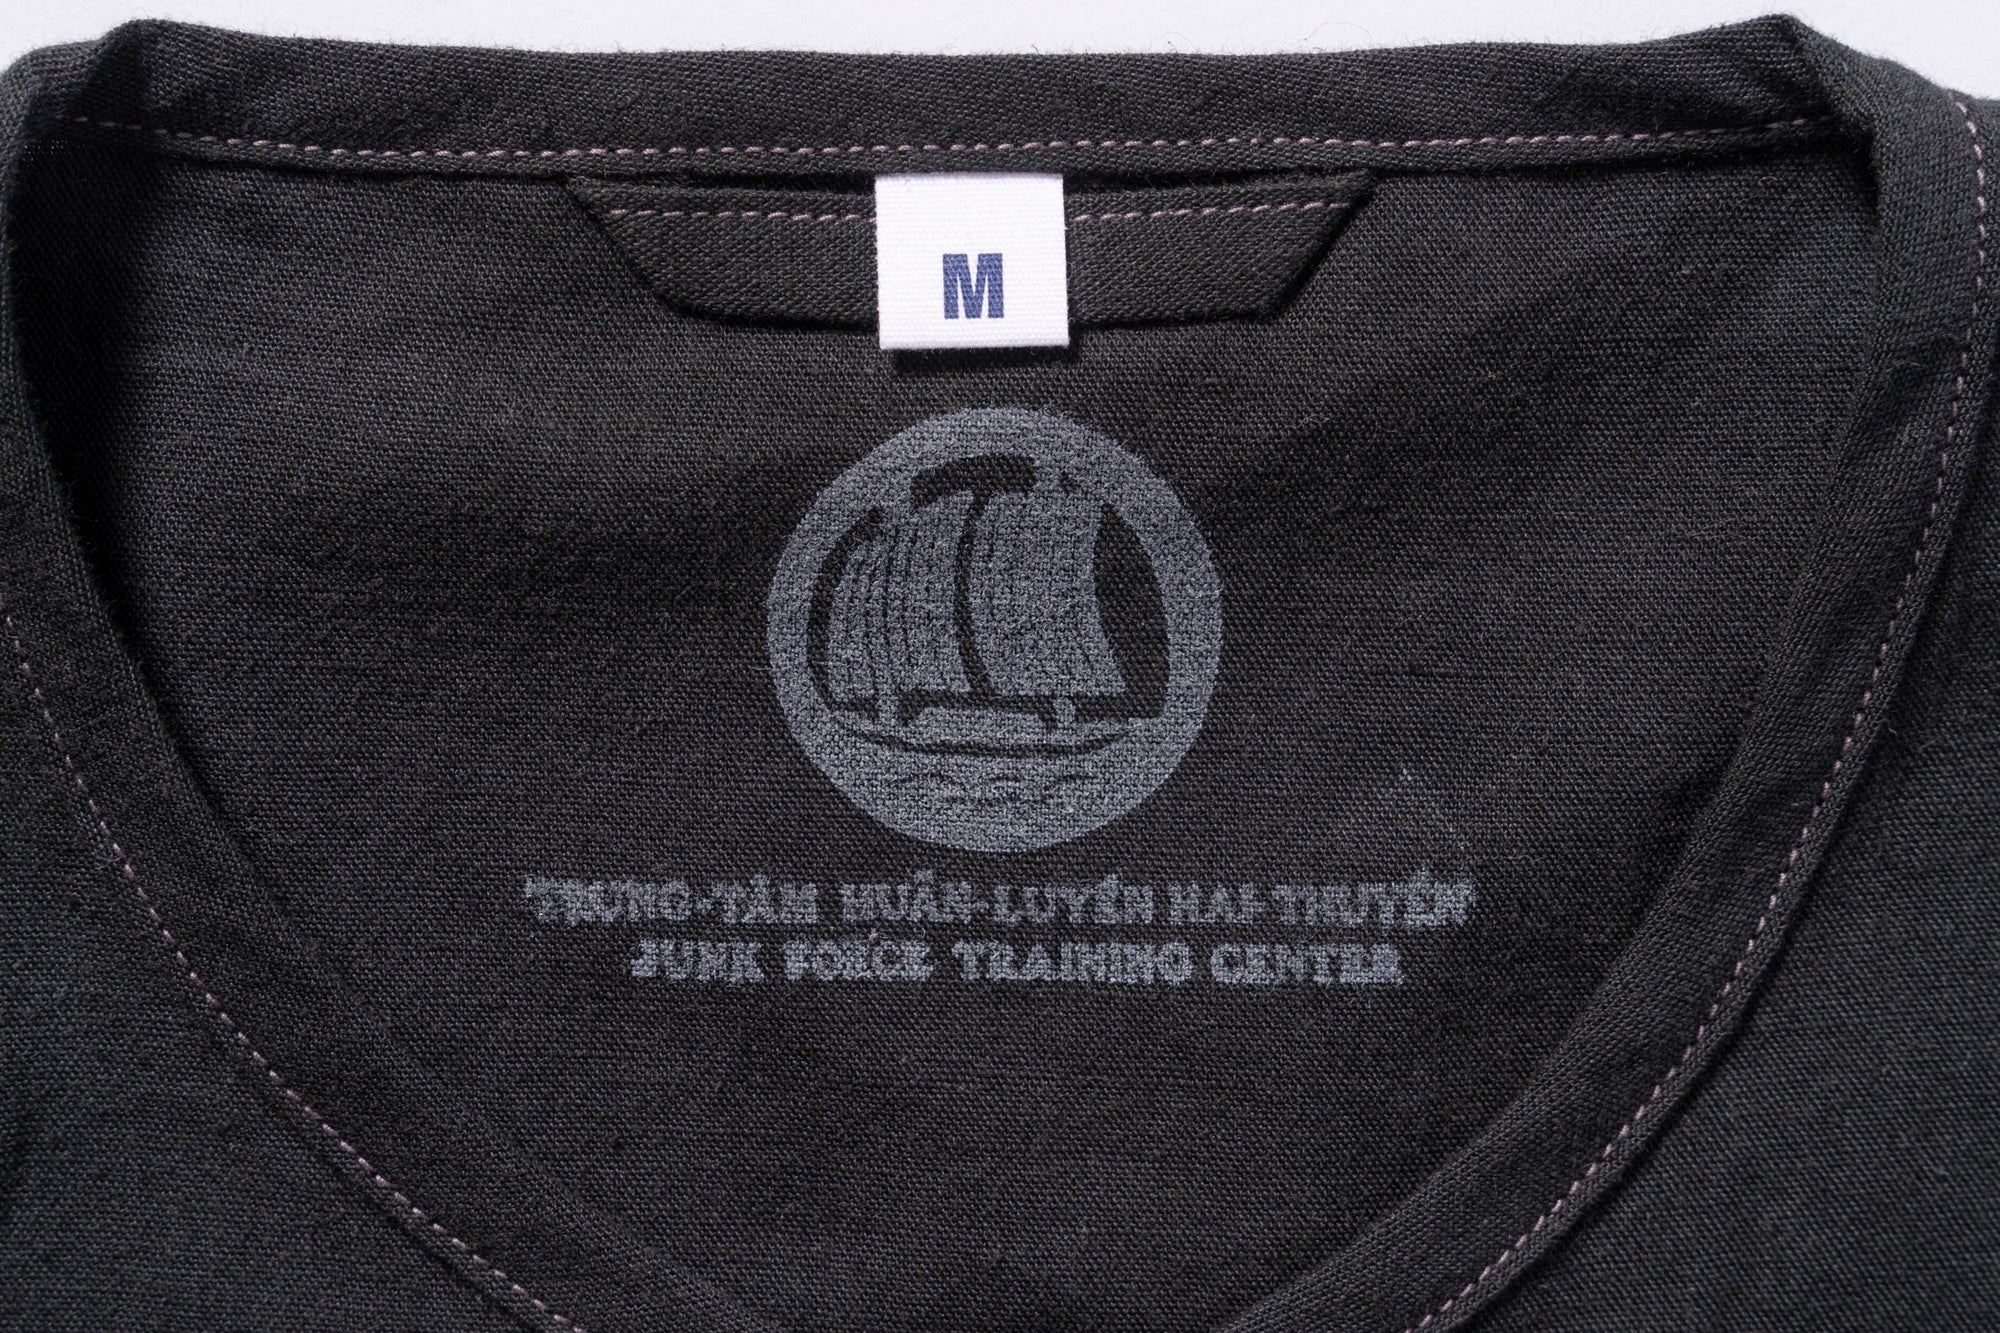 M
TRUNG-TÂM HUẤN-LUYỆN HẢI-THUYỀN
JUNK FORCE TRAINING CENTER